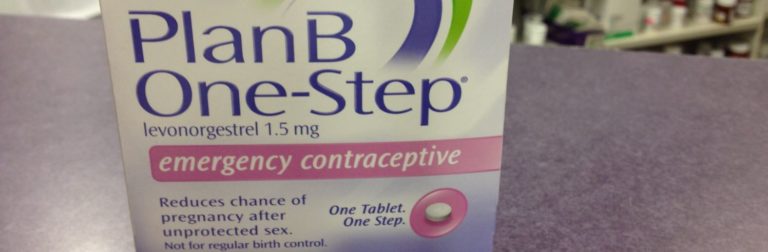 Plan B
One-Step®
levonorgestrel 1.5 mg
emergency contraceptive
Reduces chance of
pregnancy after
unprotected sex.
Not for regular birth control.
One Tablet.
One Step.